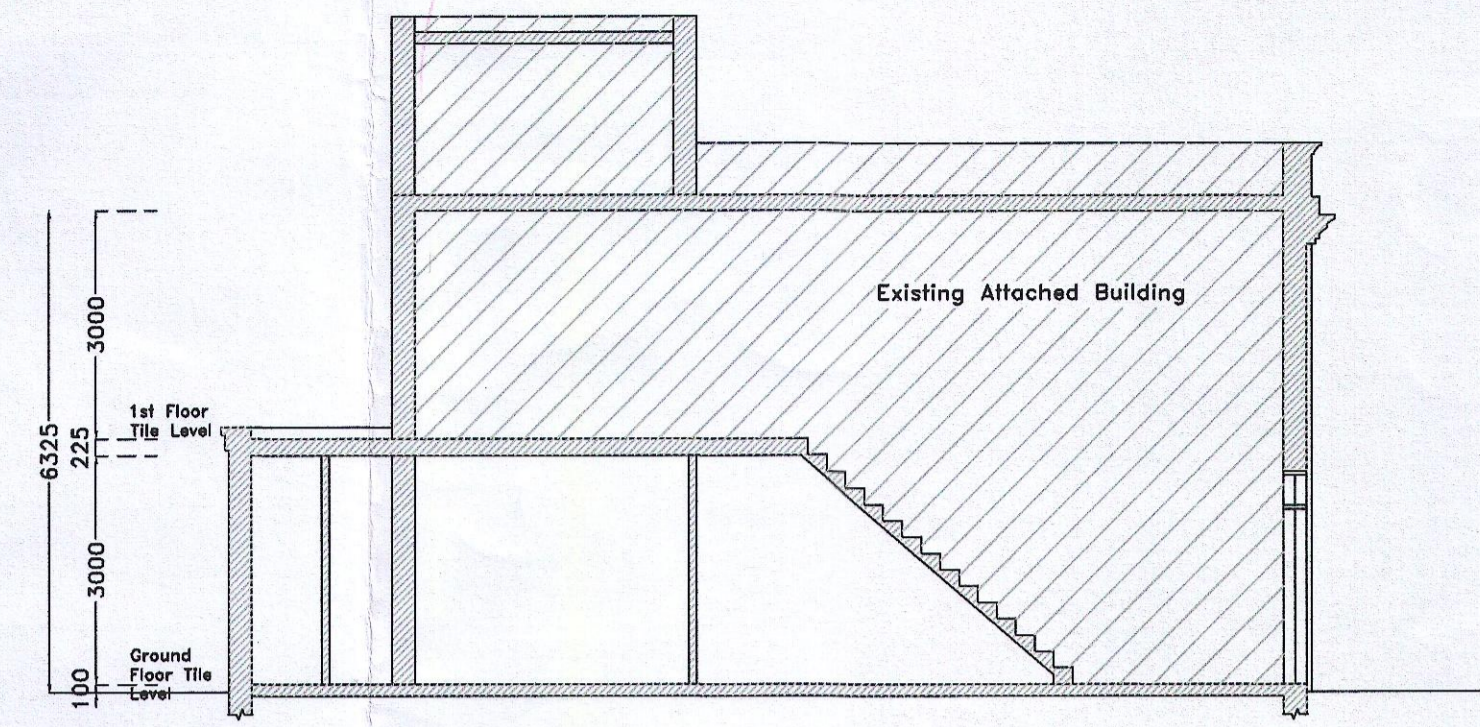 Existing Attached Building
3000
1st Floor
Tile Level
6325
225
3000
Ground
Floor Tile
Level
100